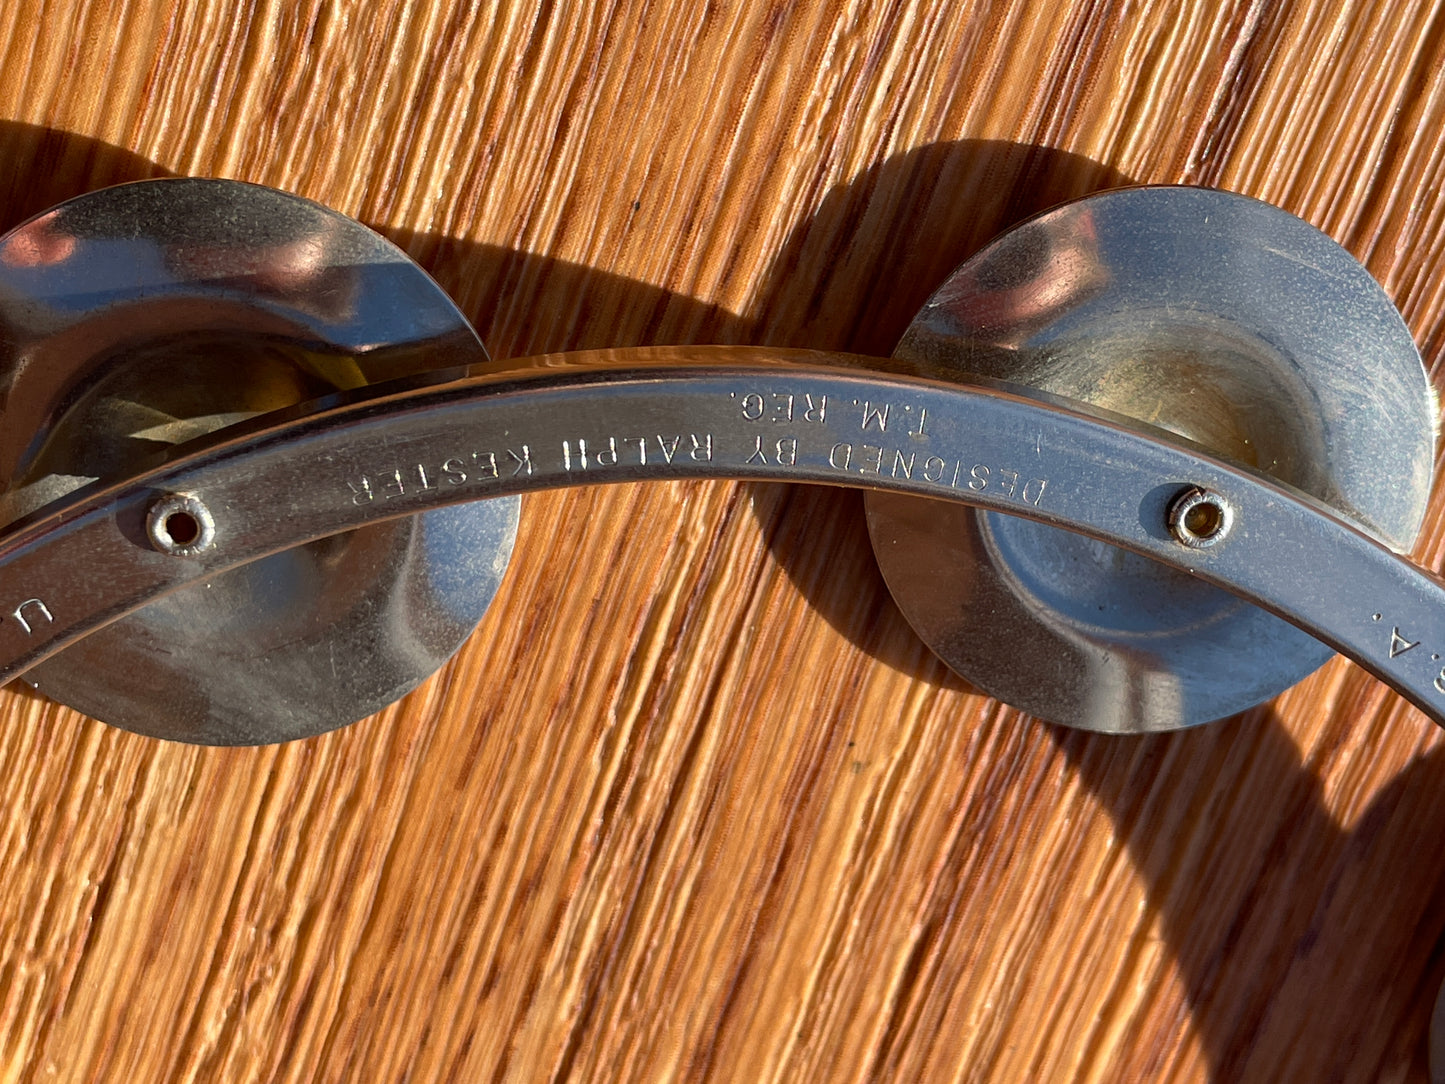 S.A.
DESIGNED BY RALPH KESTER
T.M. REG.
U.